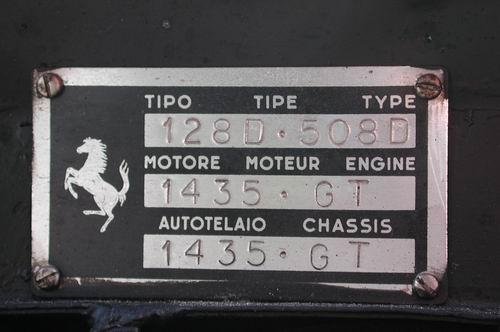 TIPO TIPE TYPE
128D·508D
MOTORE MOTEUR ENGINE
1435·GT
AUTOTELAIO CHASSIS
1435·GT